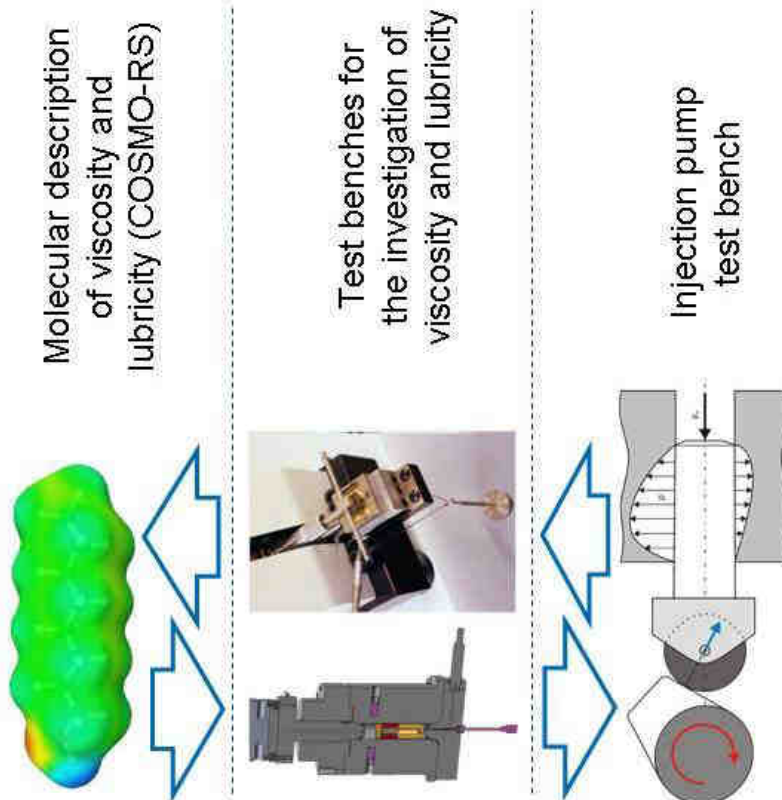 Molecular description
of viscosity and
lubricity (COSMO-RS)
Test benches for
the investigation of
viscosity and lubricity
Injection pump
test bench